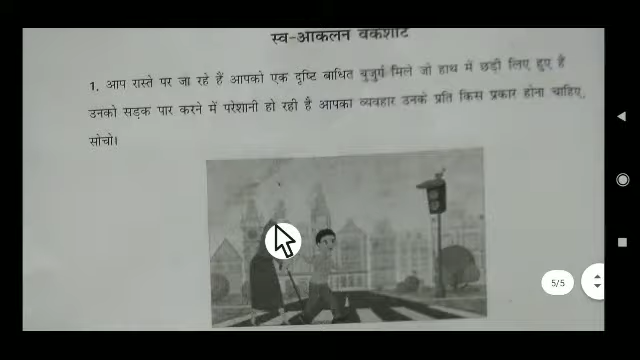 स्व-आकलन वर्कशीट
1. आप रास्ते पर जा रहे हैं आपको एक दृष्टि बाधित बुजुर्ग मिले जो हाथ में छड़ी लिए हुए है
उनको सड़क पार करने में परेशानी हो रही है आपका व्यवहार उनके प्रति किस प्रकार होना चाहिए,
सोचो।
5/5